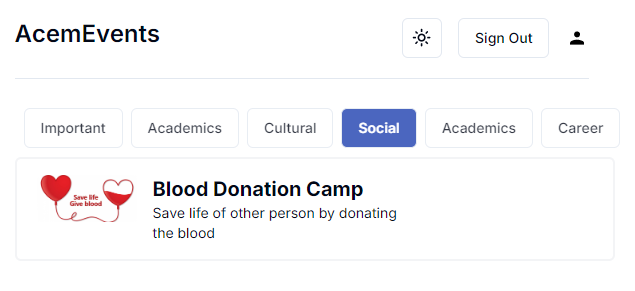 AcemEvents
Sign Out
Important
Academics
Cultural
Social
Academics
Career
Save life
Give blood
Blood Donation Camp
Save life of other person by donating
the blood